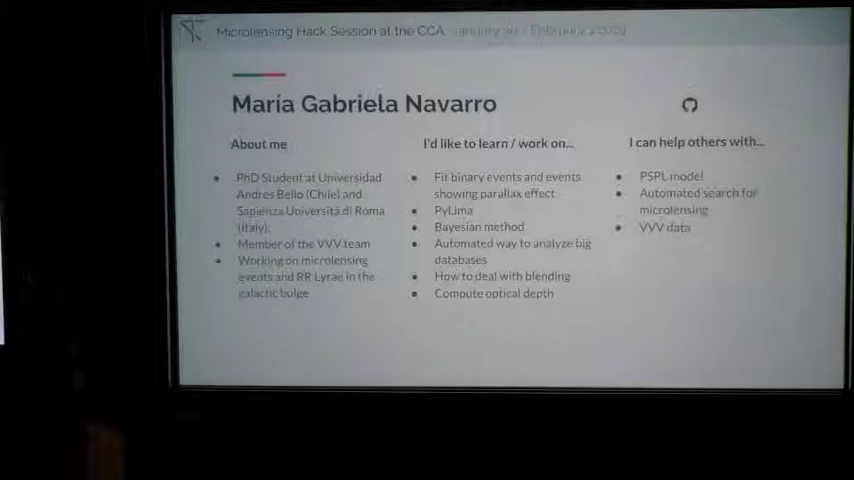 Microlensing Hack Session at the CCA
María Gabriela Navarro
About me
I'd like to learn / work on...
I can help others with...
PhD Student at Universidad
Andres Bello (Chile) and
Sapienza Università di Roma
(Italy).
Member of the VVV team
Working on microlensing
events and RR Lyrae in the
galactic bulge
Fit binary events and events
showing parallax effect
PyLima
Bayesian method
Automated way to analyze big
databases
How to deal with blending
Compute optical depth
PSPL model
Automated search for
microlensing
VVV data